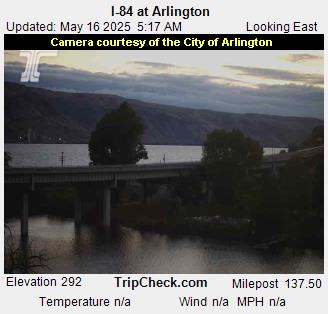 I-84 at Arlington
Updated: May 16 2025 5:17 AM Looking East
Camera courtesy of the City of Arlington
Elevation 292 TripCheck.com Milepost 137.50
Temperature n/a Wind n/a MPH n/a